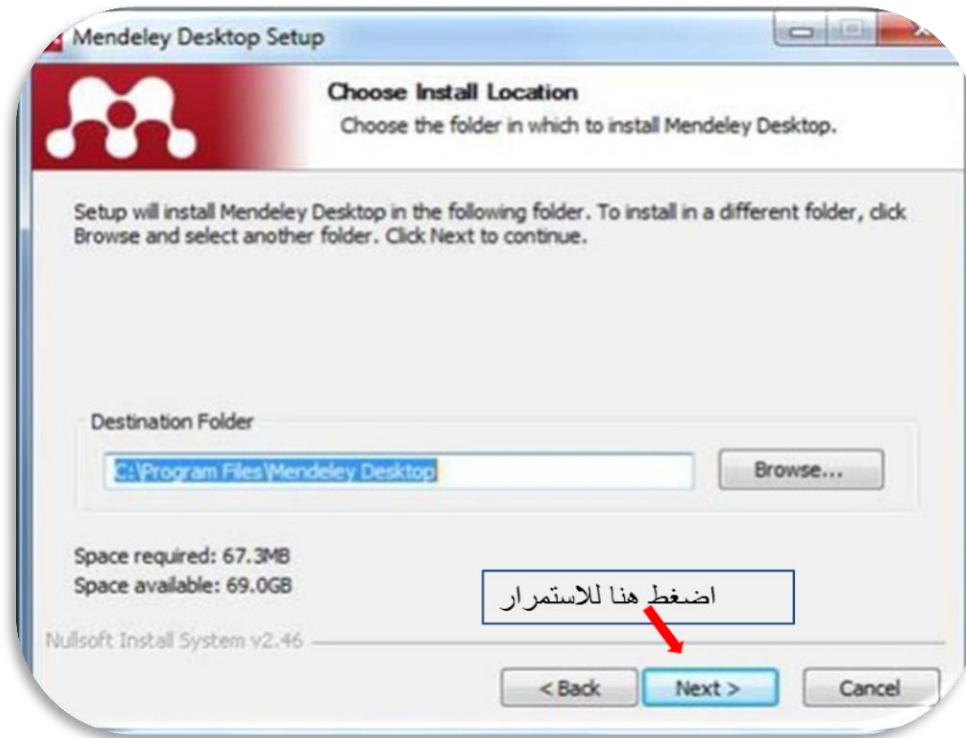 Mendeley Desktop Setup
Choose Install Location
Choose the folder in which to install Mendeley Desktop.
Setup will install Mendeley Desktop in the following folder. To install in a different folder, click
Browse and select another folder. Click Next to continue.
Destination Folder
C:\Program Files\Mendeley Desktop
Browse...
Space required: 67.3MB
Space available: 69.0GB
اضغط هنا للاستمرار
Nullsoft Install System v2.46
< Back
Next >
Cancel